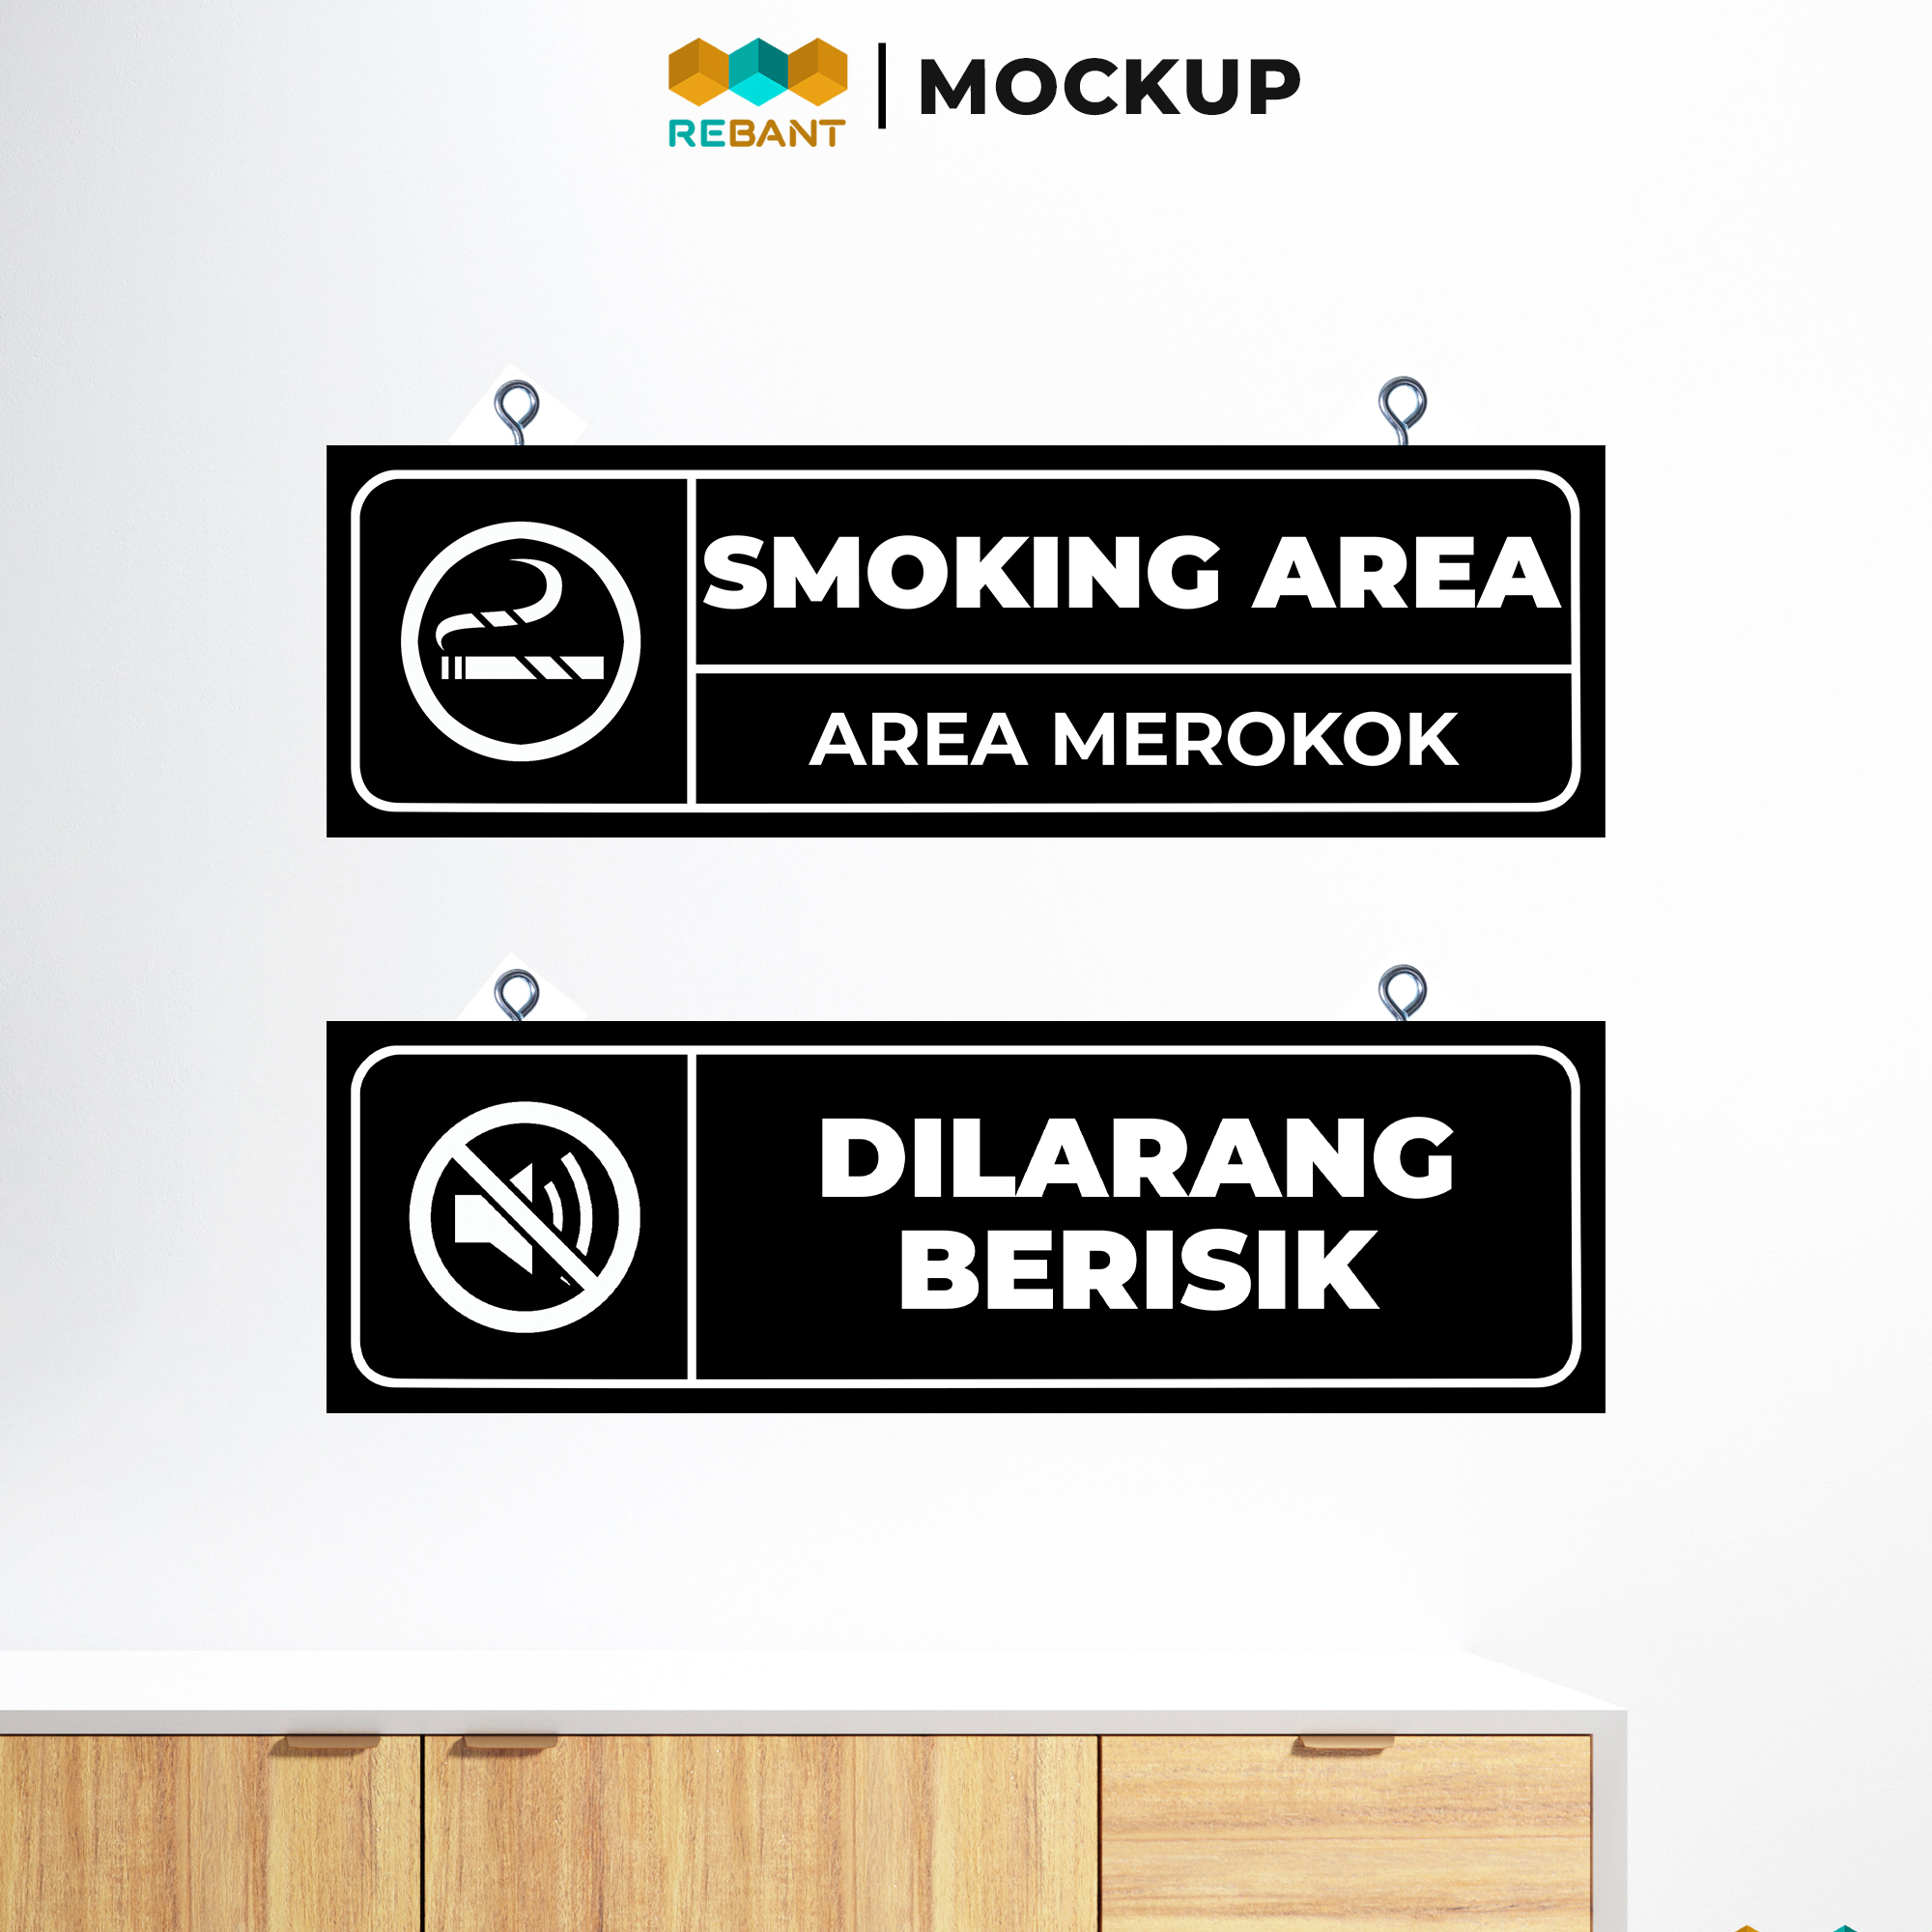 REBANT
MOCKUP
SMOKING AREA
AREA MEROKOK
DILARANG
BERISIK